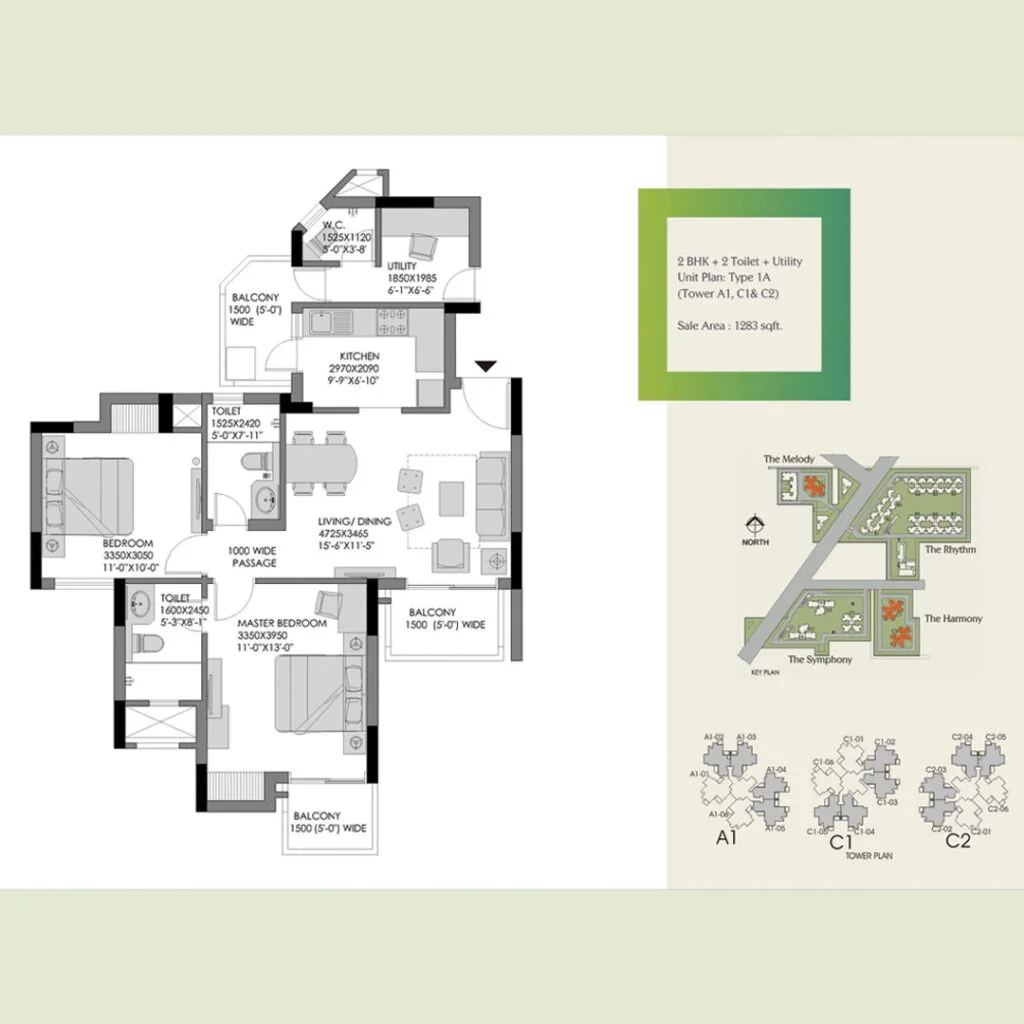 W.C.
1525X1120
5'-0"X3'-8'
UTILITY
1850X1985
6'-1"X6'-6"
BALCONY
1500 (5'-0")
WIDE
KITCHEN
2970X2090
9'-9"X6'-10"
TOILET
1525X2420
5'-0"X7'-11"
LIVING/ DINING
4725X3465
15'-6"X11'-5"
BEDROOM
3350X3050
11'-0"X10'-0"
1000 WIDE
PASSAGE
TOILET
1600X2450
5'-3"X8'-1"
MASTER BEDROOM
3350X3950
11'-0"X13'-0"
BALCONY
1500 (5'-0") WIDE
BALCONY
1500 (5'-0") WIDE
2 BHK + 2 Toilet + Utility
Unit Plan: Type 1A
(Tower A1, C1& C2)
Sale Area : 1283 sqft.
The Melody
NORTH
The Rhythm
The Harmony
The Symphony
KEY PLAN
A1-02
A1-03
A1-01
A1-04
A1-06
A1-05
A1
C1-01
C1-02
C1-06
C1-03
C1-05
C1-04
C1
C2-04
C2-05
C2-03
C2-06
C2-02
C2-01
C2
TOWER PLAN